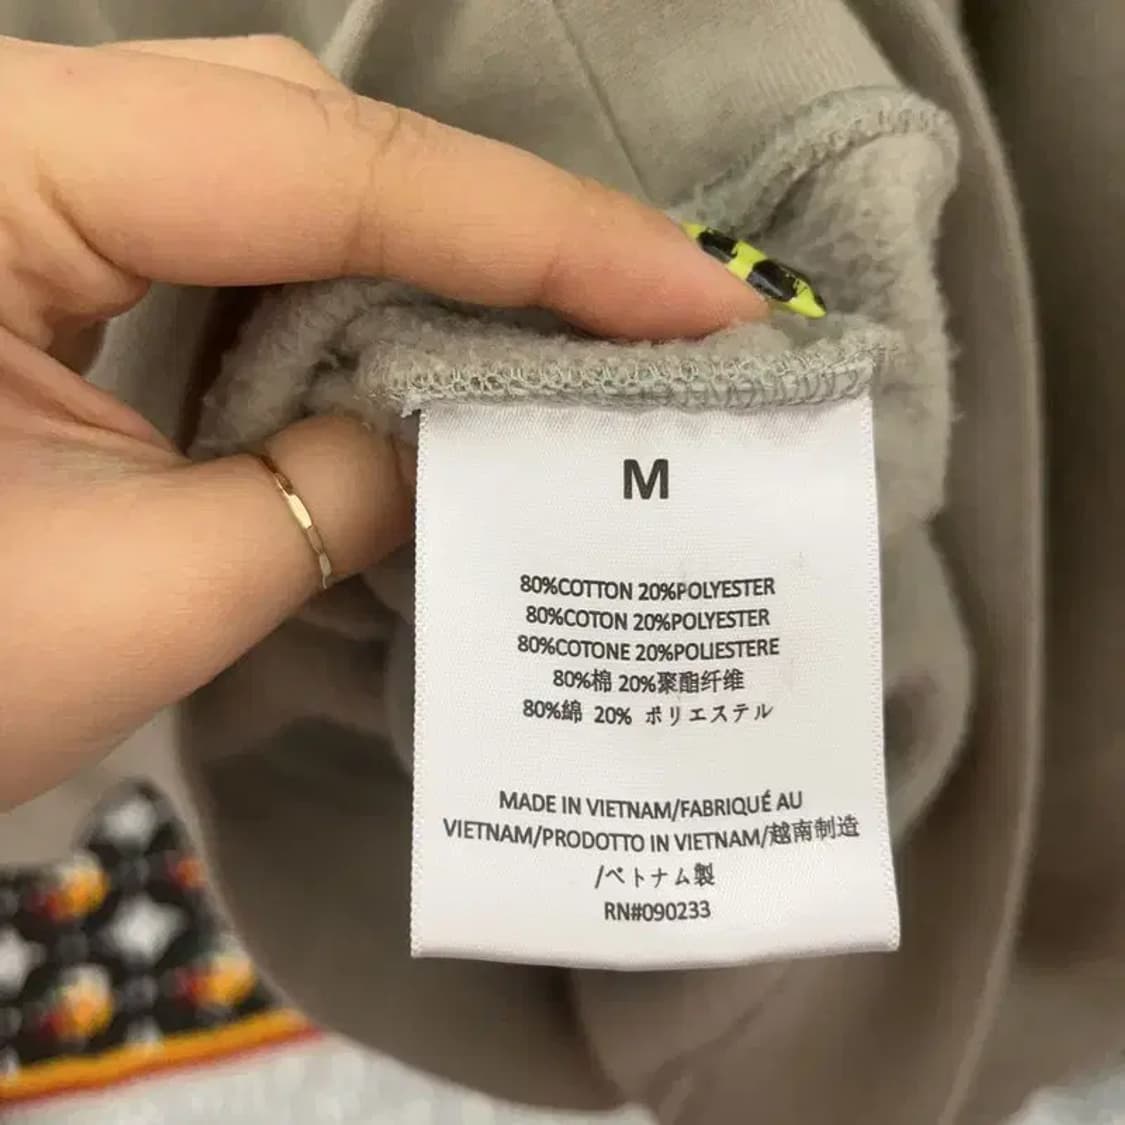 M
80%COTTON 20%POLYESTER
80%COTON 20%POLYESTER
80%COTONE 20%POLIESTERE
80%棉 20%聚酯纤维
80%綿 20% ポリエステル
MADE IN VIETNAM/FABRIQUÉ AU
VIETNAM/PRODOTTO IN VIETNAM/越南制造
/ベトナム製
RN#090233